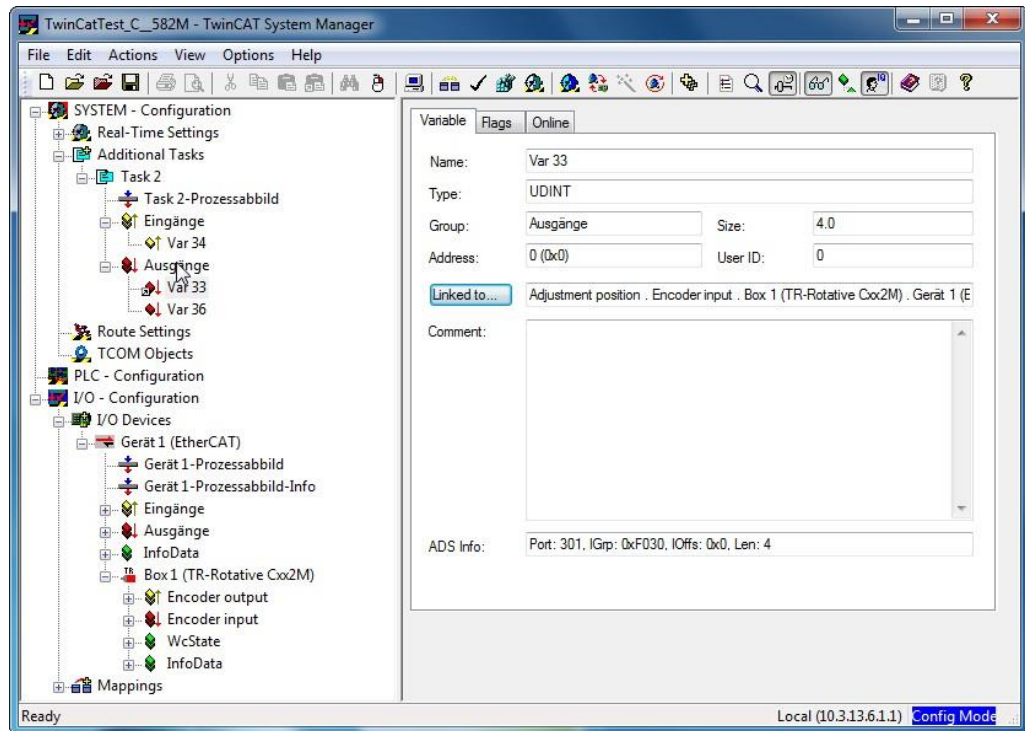 TwinCatTest_C__582M - TwinCAT System Manager
File Edit Actions View Options Help
SYSTEM - Configuration
Real-Time Settings
Additional Tasks
Task 2
Task 2-Prozessabbild
Eingänge
Var 34
Ausgänge
Var 33
Var 36
Route Settings
TCOM Objects
PLC - Configuration
I/O - Configuration
I/O Devices
Gerät 1 (EtherCAT)
Gerät 1-Prozessabbild
Gerät 1-Prozessabbild-Info
Eingänge
Ausgänge
InfoData
Box 1 (TR-Rotative Cxx2M)
Encoder output
Encoder input
WcState
InfoData
Mappings
Variable Flags Online
Name: Var 33
Type: UDINT
Group: Ausgänge Size: 4.0
Address: 0 (0x0) User ID: 0
Linked to... Adjustment position . Encoder input . Box 1 (TR-Rotative Cxx2M) . Gerät 1 (E
Comment:
ADS Info: Port: 301, IGrp: 0xF030, IOffs: 0x0, Len: 4
Ready Local (10.3.13.6.1.1) Config Mode